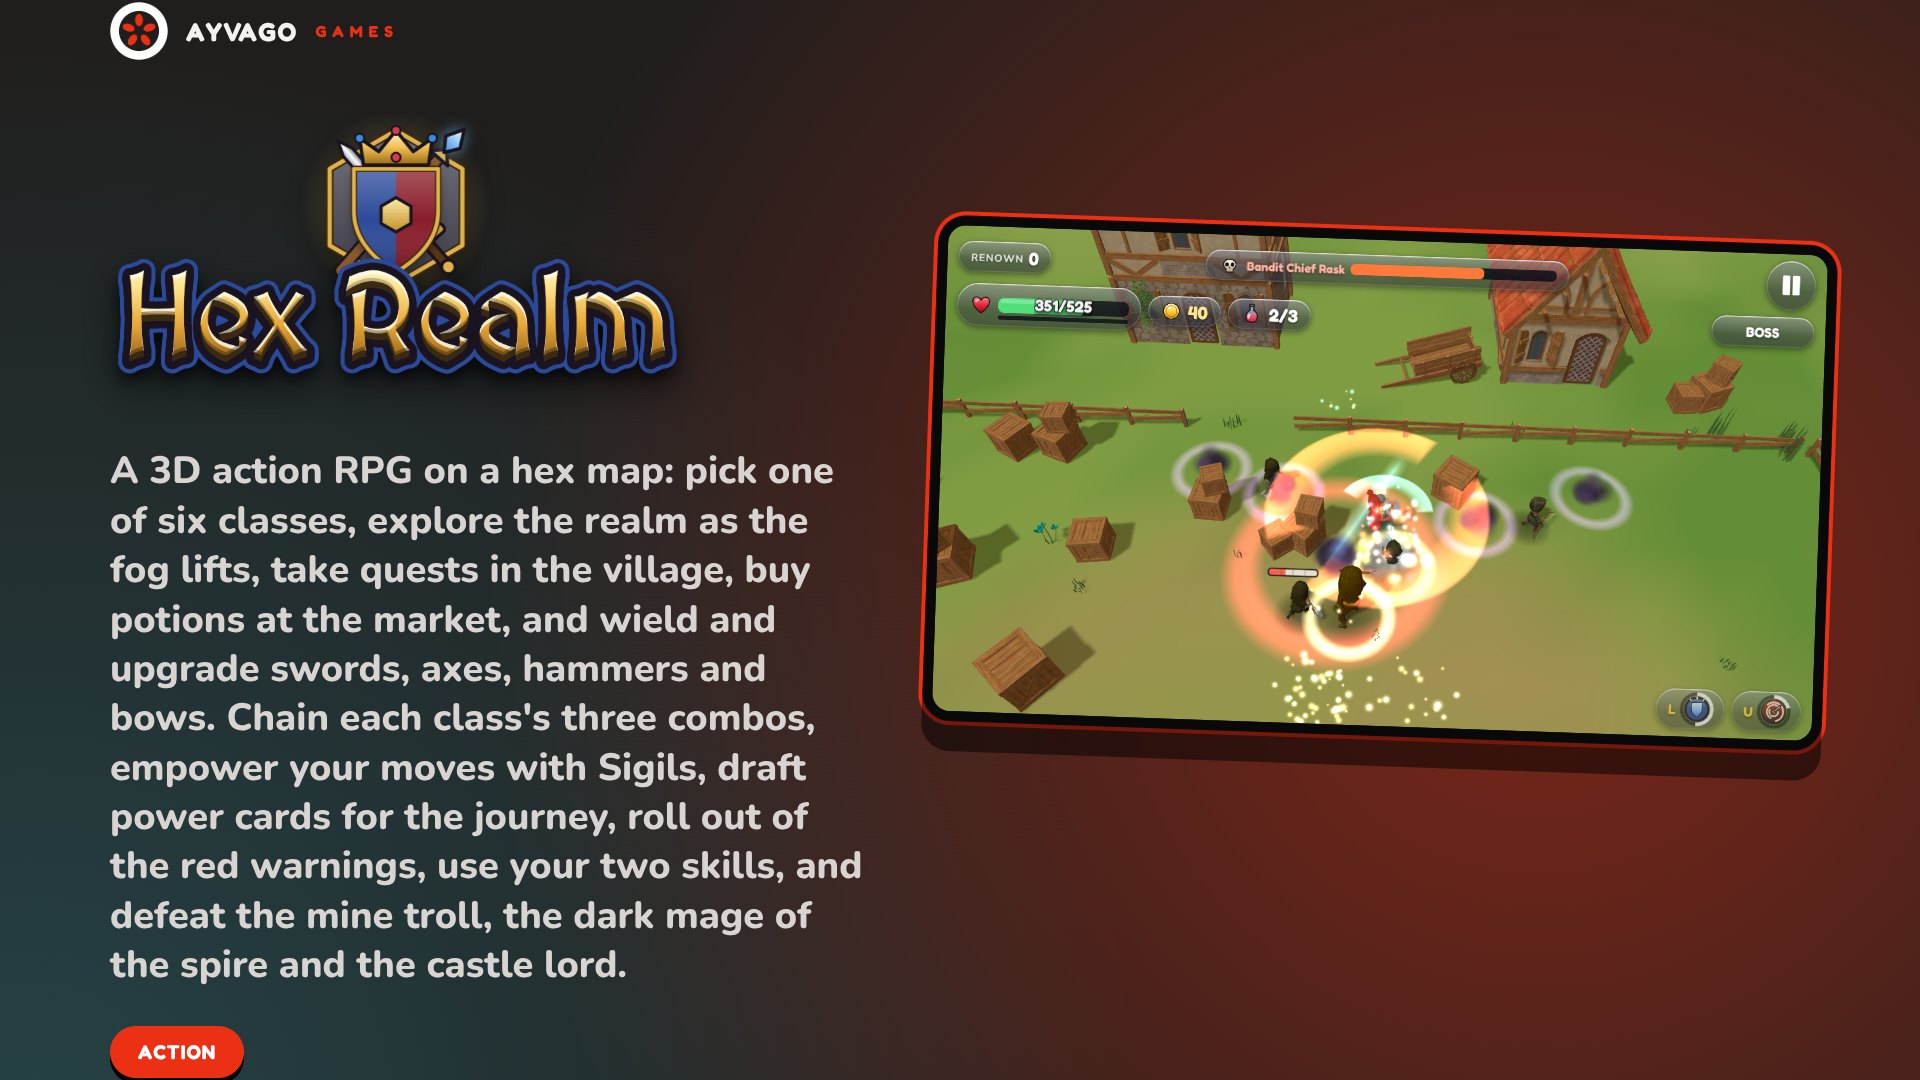 AYVAGO GAMES
Hex Realm
A 3D action RPG on a hex map: pick one
of six classes, explore the realm as the
fog lifts, take quests in the village, buy
potions at the market, and wield and
upgrade swords, axes, hammers and
bows. Chain each class's three combos,
empower your moves with Sigils, draft
power cards for the journey, roll out of
the red warnings, use your two skills, and
defeat the mine troll, the dark mage of
the spire and the castle lord.
ACTION
RENOWN 0
Bandit Chief Rask
351/525
40
2/3
BOSS
L
U